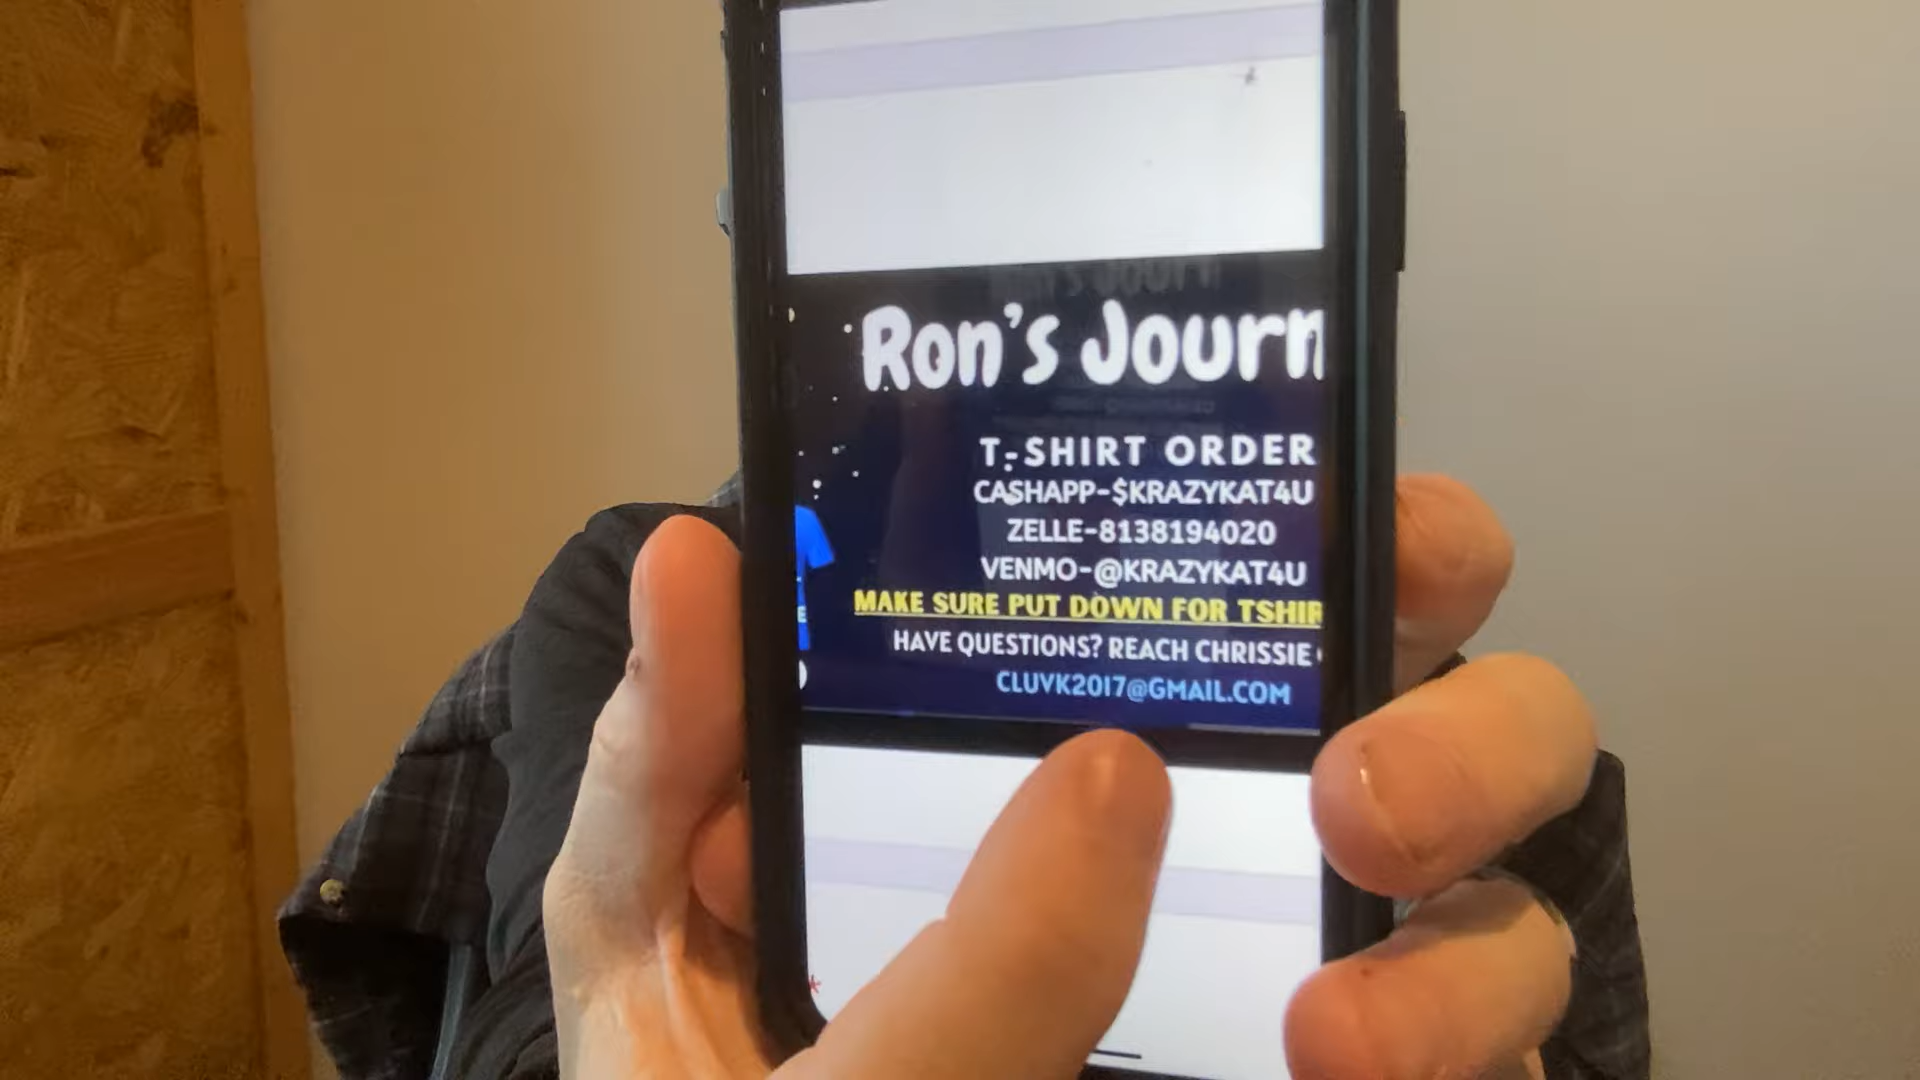 Ron's Journ
T-SHIRT ORDER
CASHAPP-$KRAZYKAT4U
ZELLE-8138194020
VENMO-@KRAZYKAT4U
MAKE SURE PUT DOWN FOR TSHIR
HAVE QUESTIONS? REACH CHRISSIE
CLUVK2017@GMAIL.COM
E
*